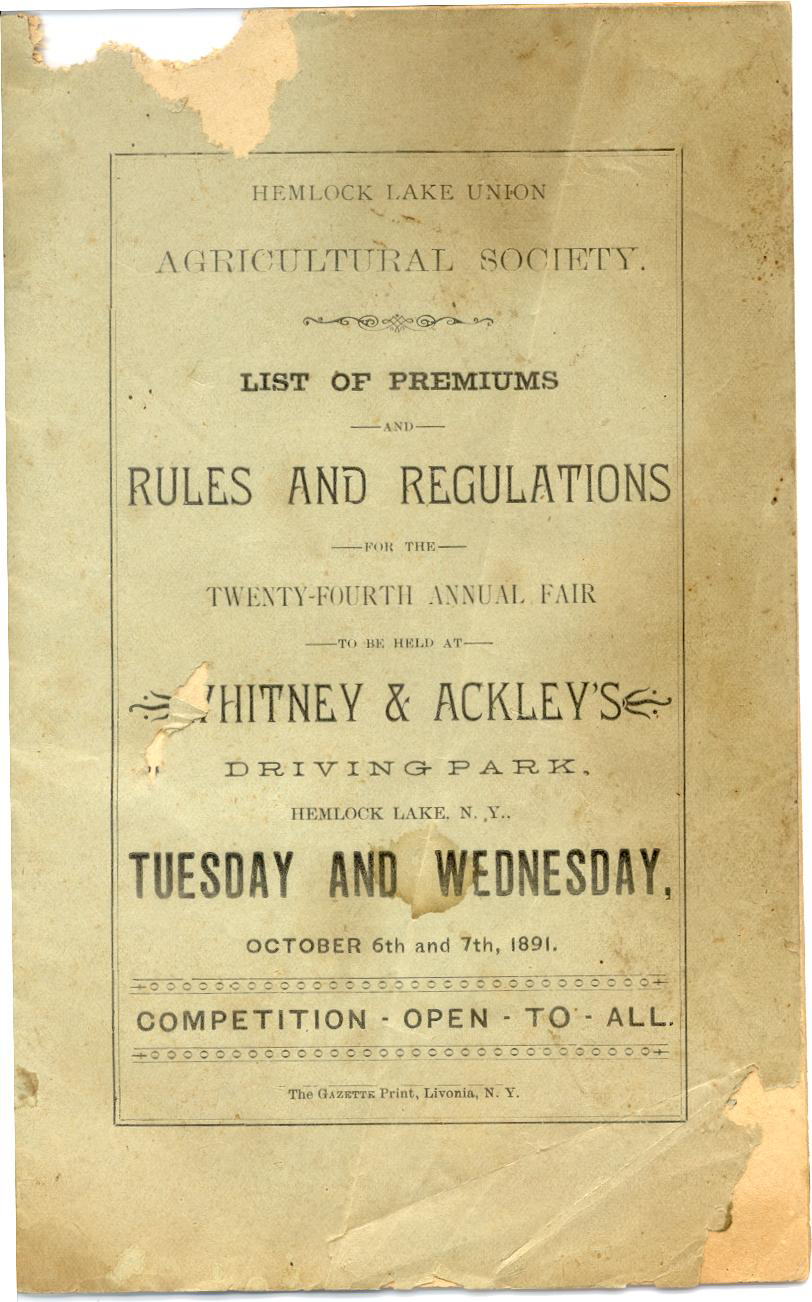 HEMLOCK LAKE UNION
AGRICULTURAL SOCIETY.
LIST OF PREMIUMS
—AND—
RULES AND REGULATIONS
—FOR THE—
TWENTY-FOURTH ANNUAL FAIR
—TO BE HELD AT—
WHITNEY & ACKLEY'S
DRIVING PARK,
HEMLOCK LAKE, N. Y..
TUESDAY AND WEDNESDAY,
OCTOBER 6th and 7th, 1891.
COMPETITION - OPEN - TO - ALL.
The GAZETTE Print, Livonia, N. Y.